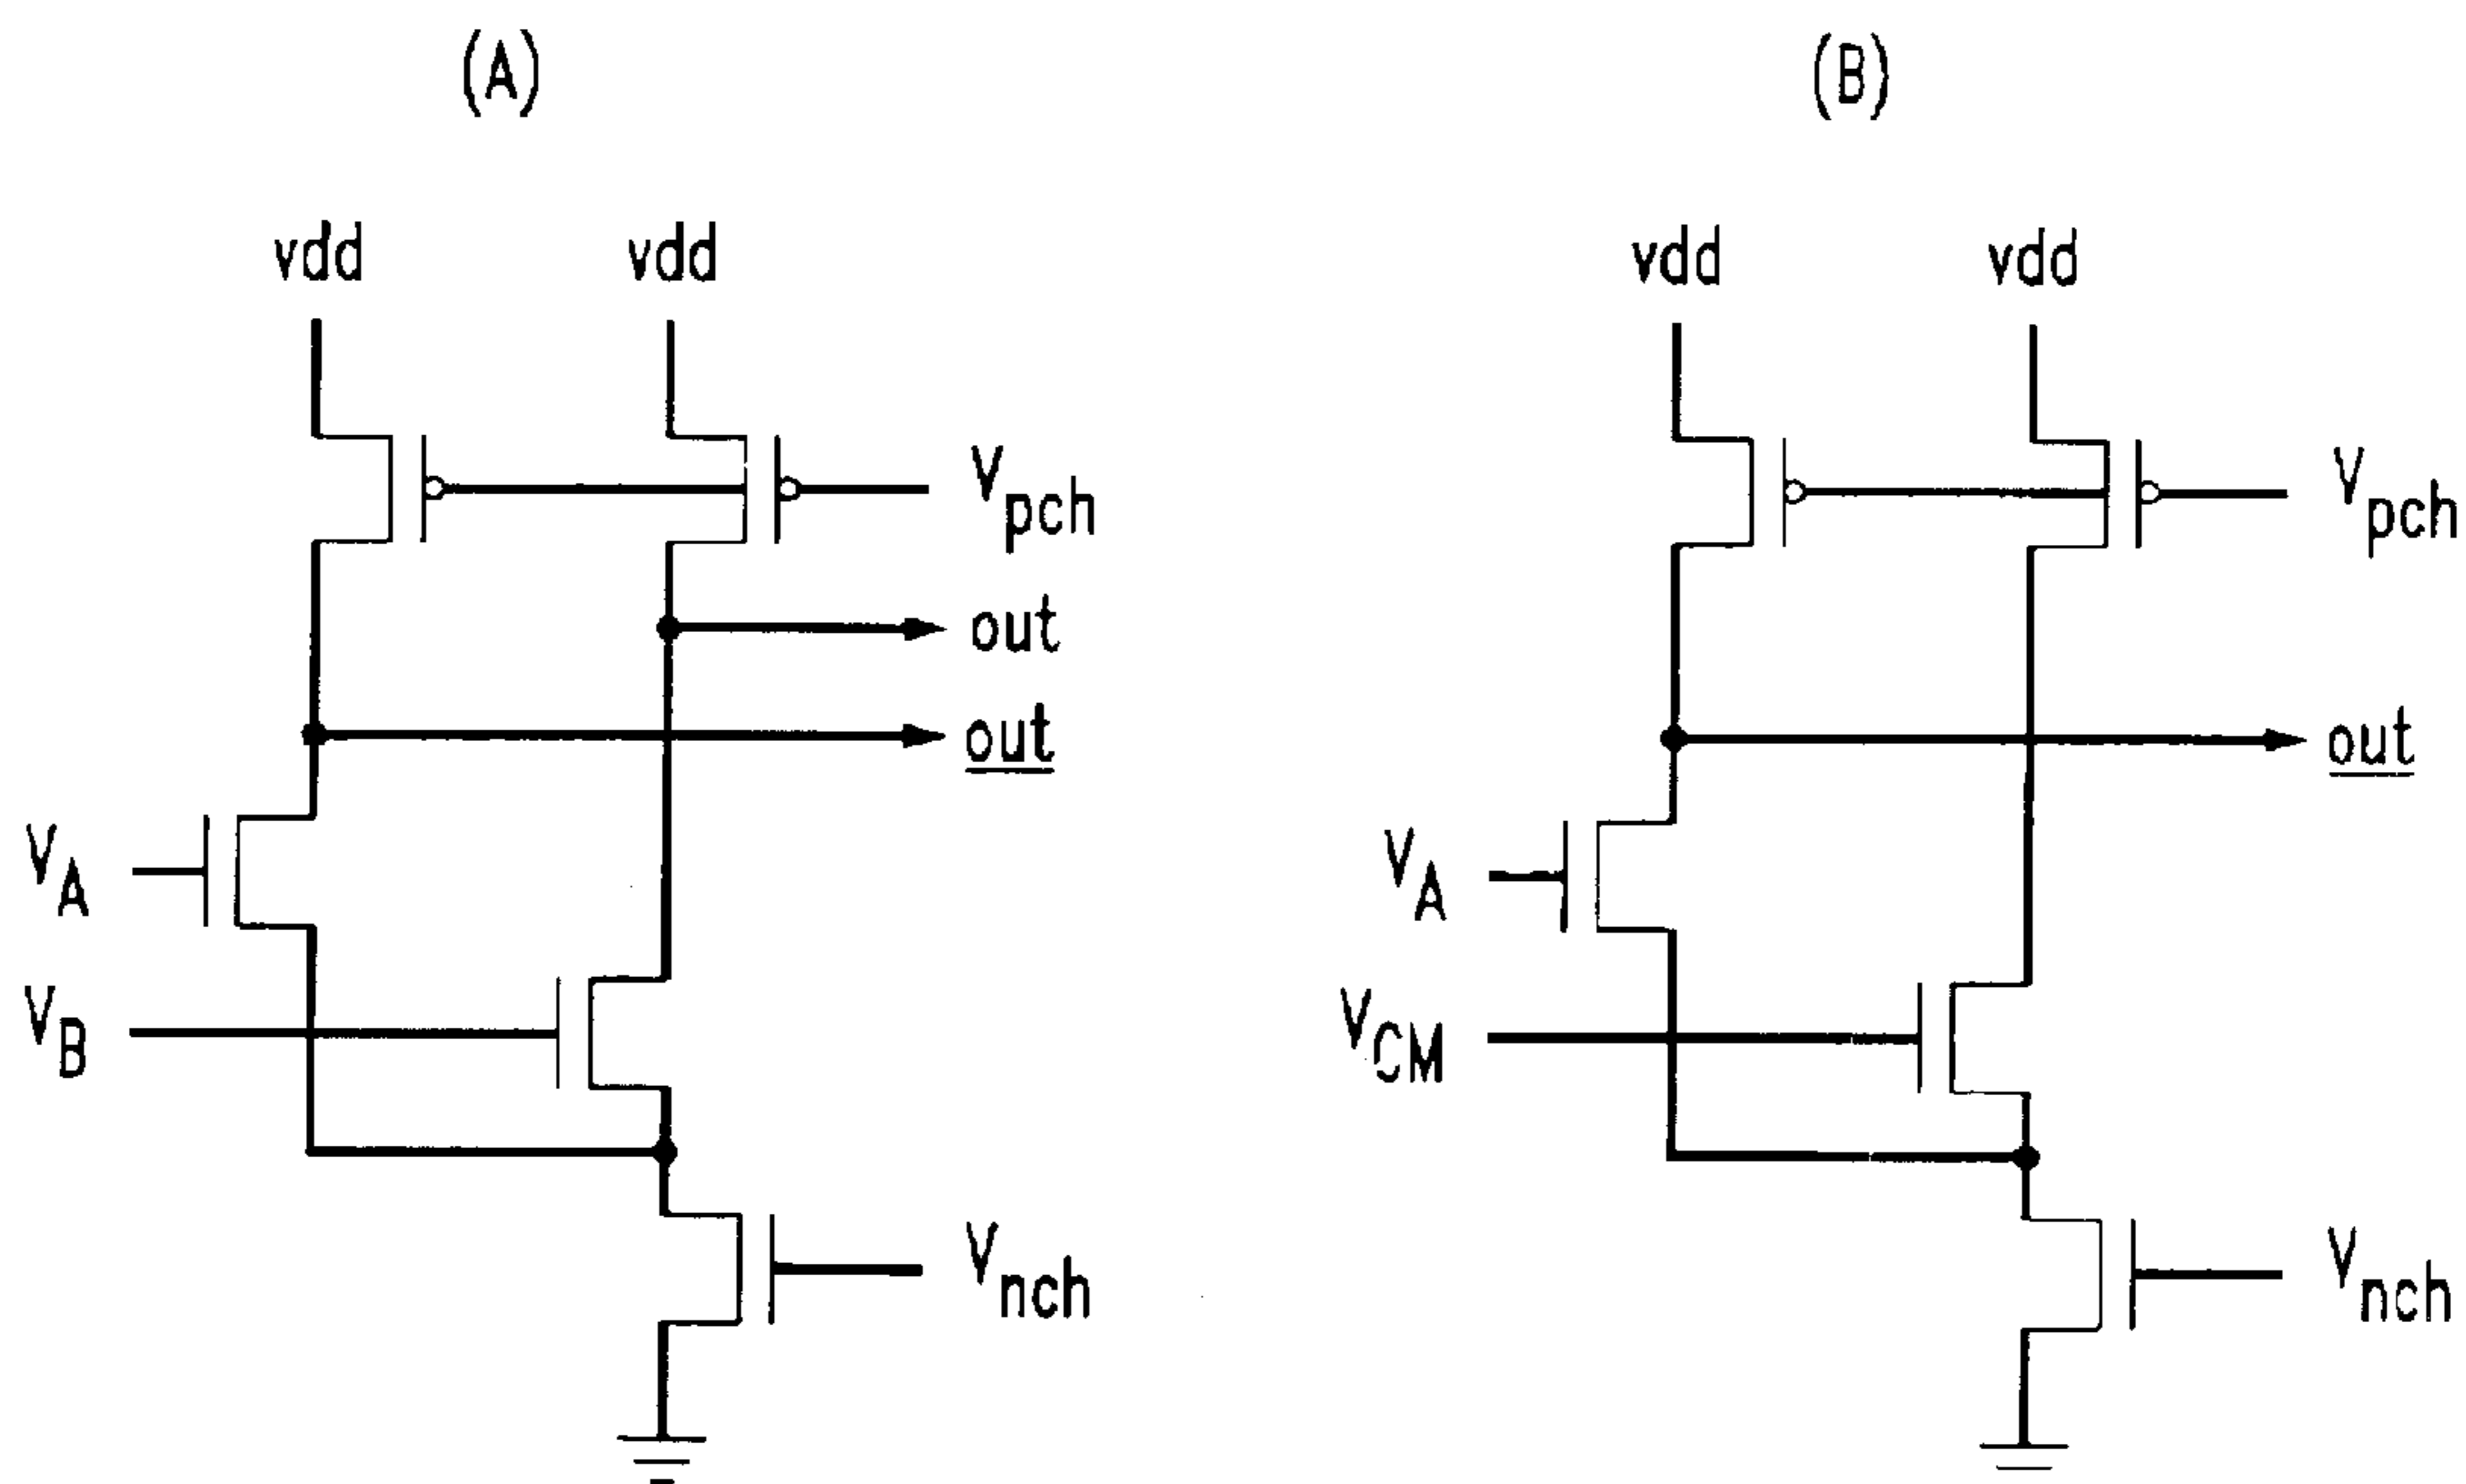 (A)
vdd vdd
V_pch
out
out
V_A
V_B
V_nch
(B)
vdd vdd
V_pch
out
V_A
V_CM
V_nch